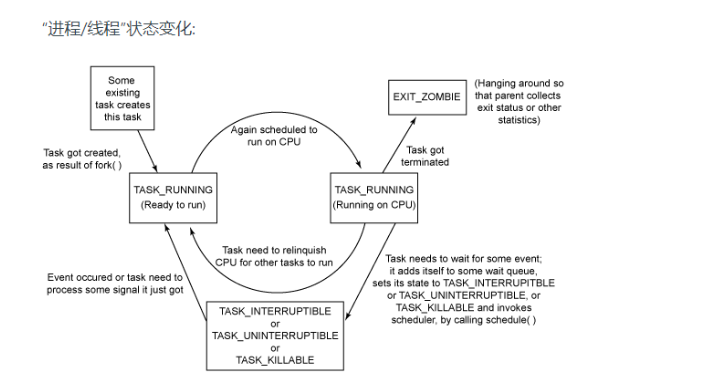 “进程/线程”状态变化:
Some
existing
task creates
this task
EXIT_ZOMBIE
(Hanging around so
that parent collects
exit status or other
statistics)
Again scheduled to
run on CPU
Task got created,
as result of fork( )
Task got
terminated
TASK_RUNNING
(Ready to run)
TASK_RUNNING
(Running on CPU)
Task need to relinquish
CPU for other tasks to run
Event occured or task need to
process some signal it just got
Task needs to wait for some event;
it adds itself to some wait queue,
sets its state to TASK_INTERRUPITBLE
or TASK_UNINTERRUPTIBLE, or
TASK_KILLABLE and invokes
scheduler, by calling schedule( )
TASK_INTERRUPTIBLE
or
TASK_UNINTERRUPTIBLE
or
TASK_KILLABLE